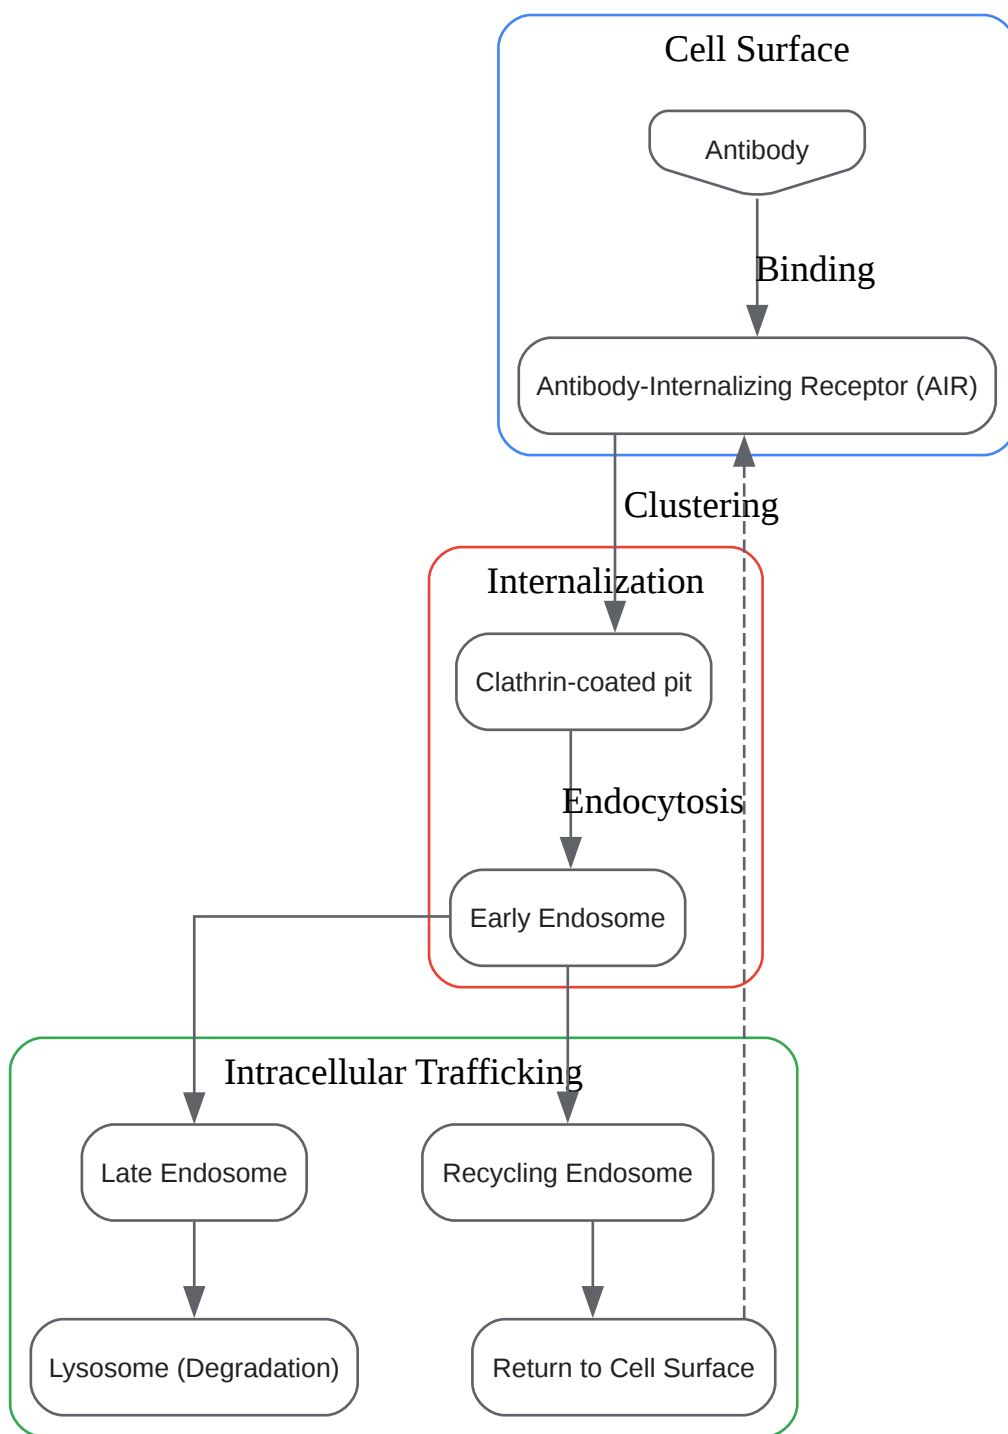 Cell Surface
Antibody
Binding
Antibody-Internalizing Receptor (AIR)
Clustering
Internalization
Clathrin-coated pit
Endocytosis
Early Endosome
Intracellular Trafficking
Late Endosome
Recycling Endosome
Lysosome (Degradation)
Return to Cell Surface